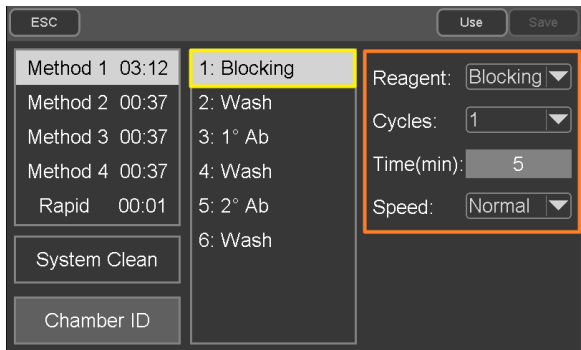 ESC
Use
Save
Method 1 03:12
Method 2 00:37
Method 3 00:37
Method 4 00:37
Rapid 00:01
System Clean
Chamber ID
1: Blocking
2: Wash
3: 1° Ab
4: Wash
5: 2° Ab
6: Wash
Reagent: Blocking
Cycles: 1
Time(min): 5
Speed: Normal